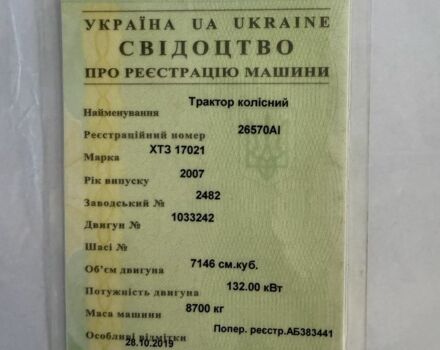 УКРАЇНА UA UKRAINE
СВІДОЦТВО
ПРО РЕЄСТРАЦІЮ МАШИНИ
Найменування Трактор колісний
Реєстраційний номер 26570АІ
Марка ХТЗ 17021
Рік випуску 2007
Заводський № 2482
Двигун № 1033242
Шасі №
Об'єм двигуна 7146 см.куб.
Потужність двигуна 132.00 кВт
Маса машини 8700 кг
Особливі відмітки Попер. реєстр.АБ383441
28.10.2019